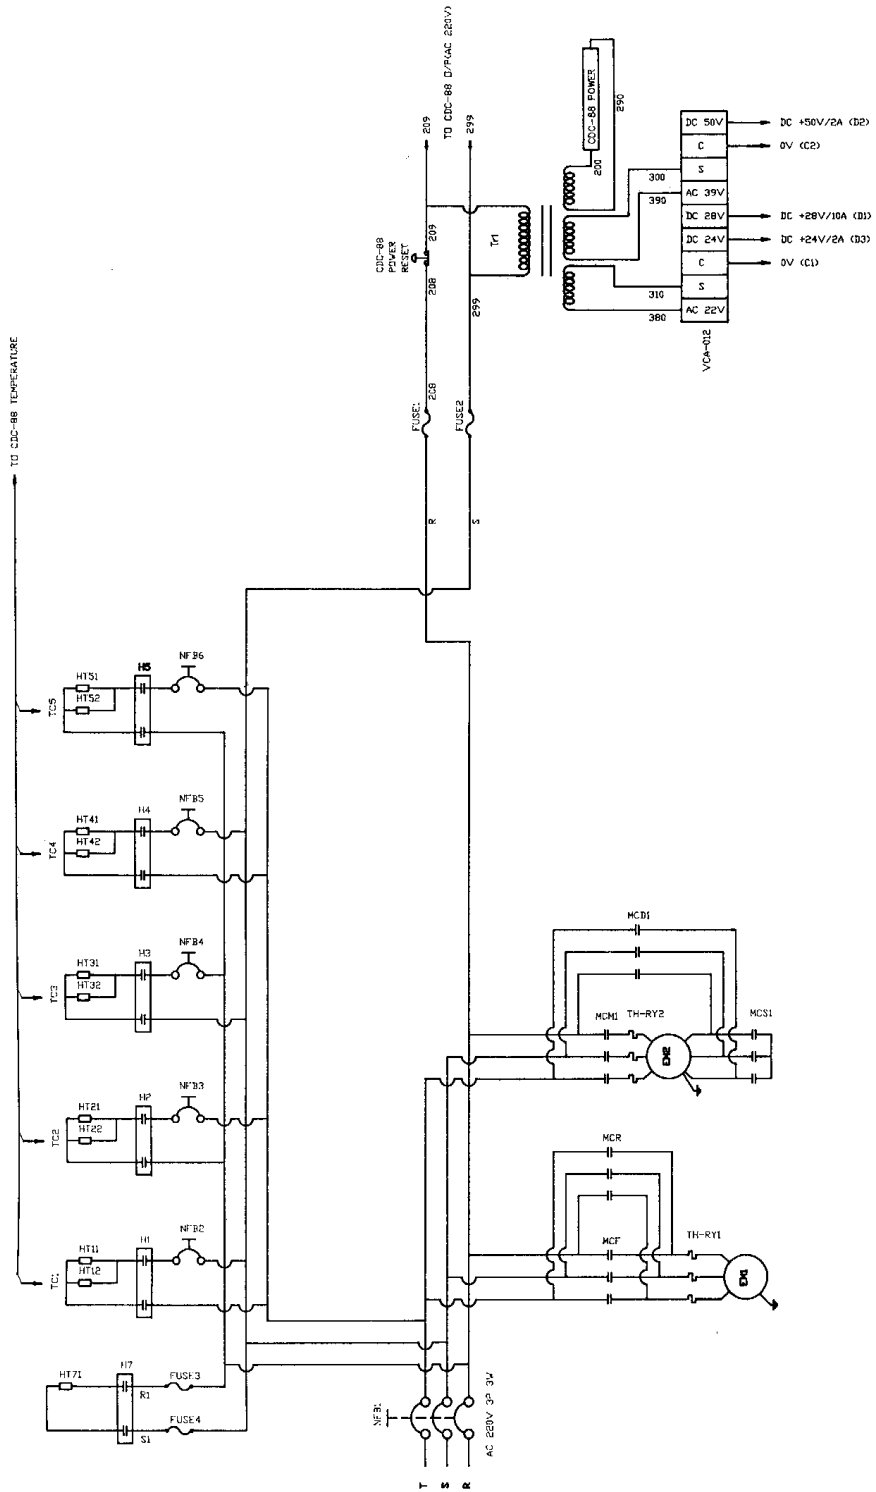 TO CDC-88 TEMPERATURE
TC5
HT51
HT52
H5
NFB6
TC4
HT41
HT42
H4
NFB5
TC3
HT31
HT32
H3
NFB4
TC2
HT21
HT22
H2
NFB3
TC1
HT11
HT12
H1
NFB2
HT71
H7
R1
S1
FUSE3
FUSE4
TO CDC-88 O/P(AC 220V)
209
299
CDC-88
POWER
RESET
209
208
299
208
FUSE1
FUSE2
R
S
Tr1
CDC-88 POWER
200
290
300
390
310
380
DC 50V
C
S
AC 39V
DC 28V
DC 24V
C
S
AC 22V
VCA-012
DC +50V/2A (D2)
0V (C2)
DC +28V/10A (D1)
DC +24V/2A (D3)
0V (C1)
MCD1
MCM1
TH-RY2
MCS1
EM2
MCR
MCF
TH-RY1
EM1
NFB1
AC 220V 3P 3W
T
S
R